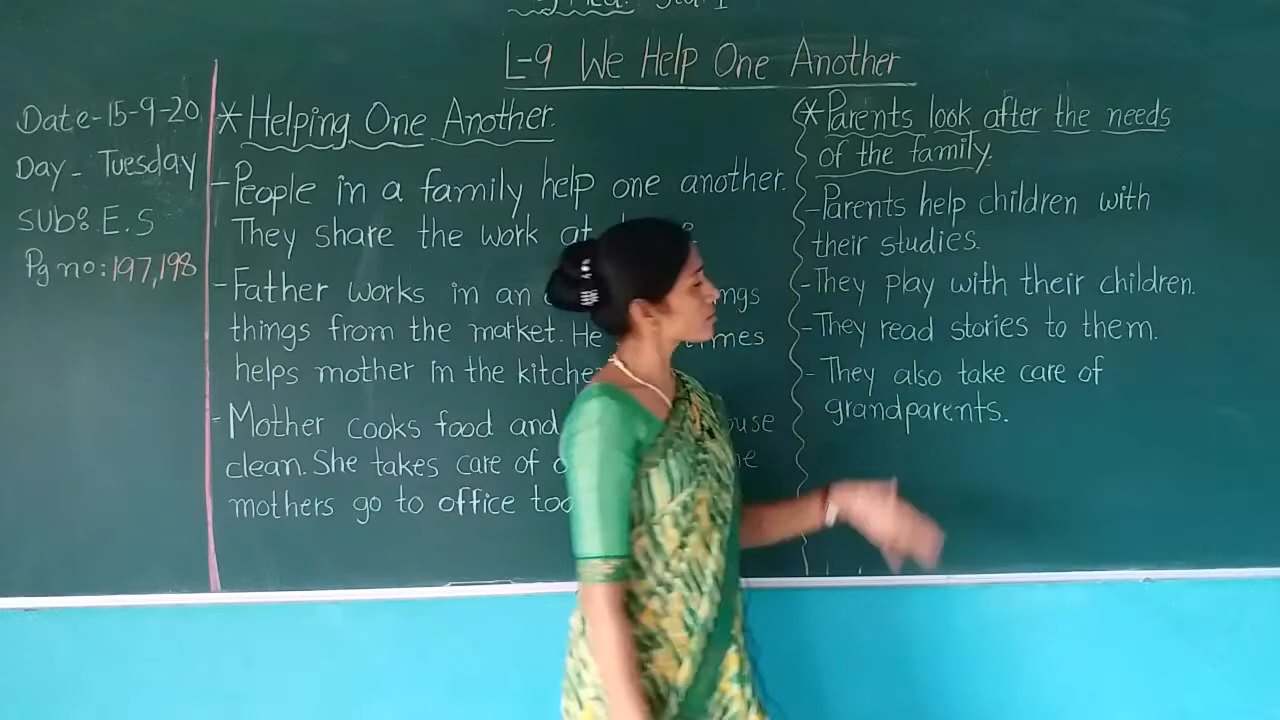 L-9 We Help One Another
Date-15-9-20
Day - Tuesday
Sub: E.S
Pg no: 197,198
* Helping One Another.
- People in a family help one another.
They share the work at
- Father works in an
things from the market. He
helps mother in the
- Mother cooks food and
clean. She takes care of
mothers go to office
* Parents look after the needs
of the family.
- Parents help children with
their studies.
- They play with their children.
- They read stories to them.
- They also take care of
grandparents.